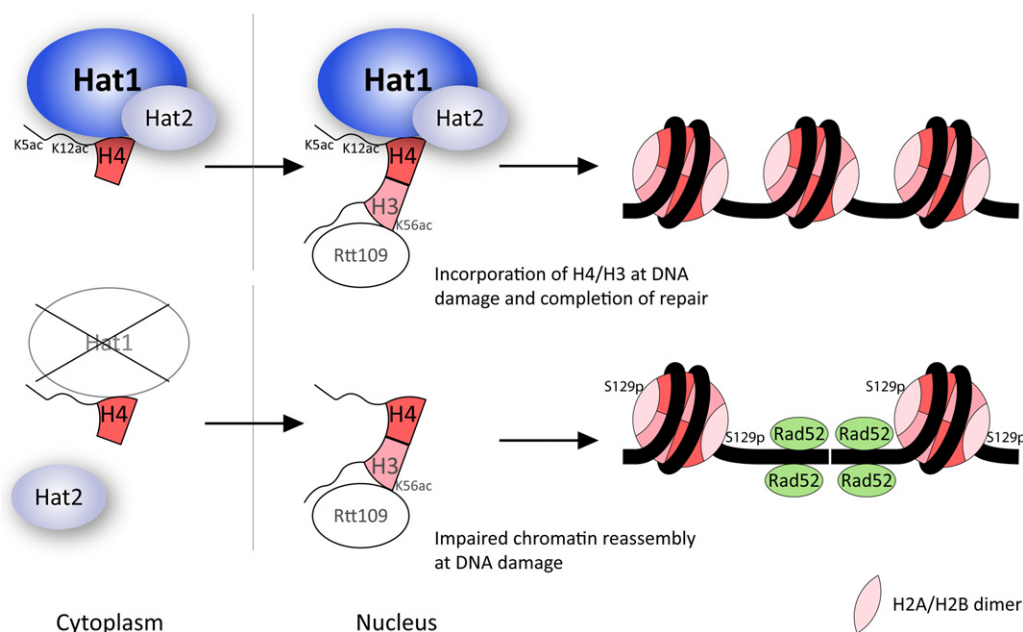 Hat1
Hat2
K5ac
K12ac
H4
Hat1
Hat2
K5ac
K12ac
H4
H3
K56ac
Rtt109
Incorporation of H4/H3 at DNA
damage and completion of repair
Hat1
H4
Hat2
H4
H3
K56ac
Rtt109
S129p
S129p
S129p
S129p
Rad52
Rad52
Rad52
Rad52
Impaired chromatin reassembly
at DNA damage
Cytoplasm
Nucleus
H2A/H2B dimer